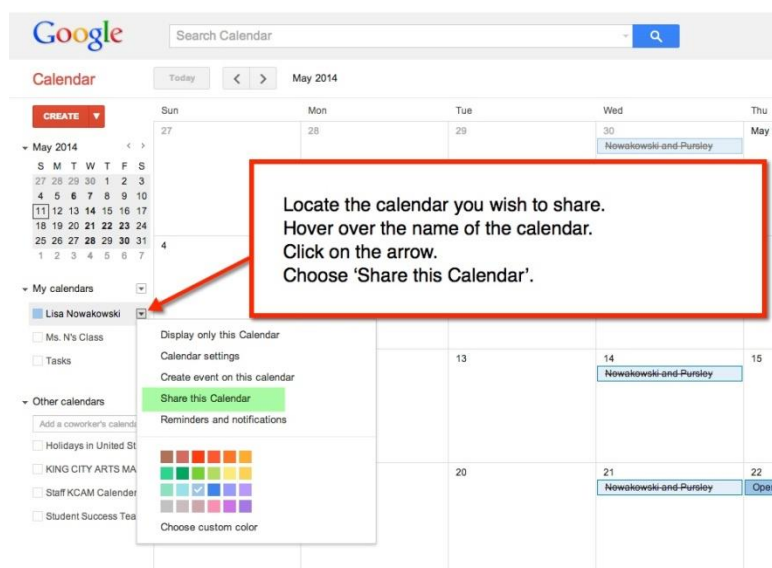 Google
Search Calendar
Calendar
Today
May 2014
CREATE
Sun Mon Tue Wed Thu
27 28 29 30 May
Nowakowski and Pursley
May 2014
S M T W T F S
27 28 29 30 1 2 3
4 5 6 7 8 9 10
11 12 13 14 15 16 17
18 19 20 21 22 23 24
25 26 27 28 29 30 31
1 2 3 4 5 6 7
Locate the calendar you wish to share.
Hover over the name of the calendar.
Click on the arrow.
Choose ‘Share this Calendar’.
4
My calendars
Lisa Nowakowski
Ms. N's Class
Tasks
Display only this Calendar
Calendar settings
Create event on this calendar
Share this Calendar
Reminders and notifications
Choose custom color
13 14 15
Nowakowski and Pursley
Other calendars
Add a coworker's calenda
Holidays in United St
KING CITY ARTS MA
Staff KCAM Calender
Student Success Tea
20 21 22
Nowakowski and Pursley
Ope